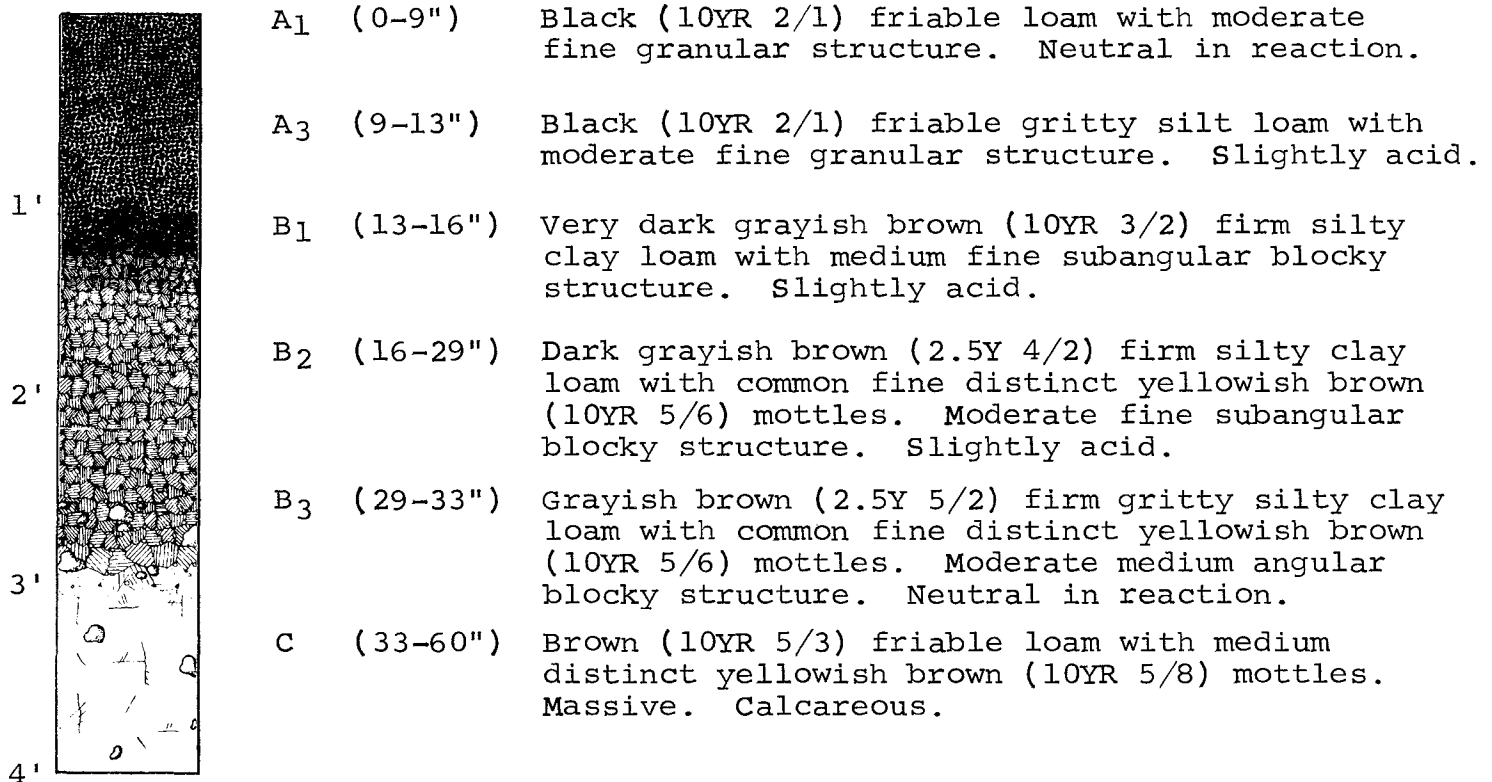 A1 (0-9") Black (10YR 2/1) friable loam with moderate
fine granular structure. Neutral in reaction.
A3 (9-13") Black (10YR 2/1) friable gritty silt loam with
moderate fine granular structure. Slightly acid.
1'
B1 (13-16") Very dark grayish brown (10YR 3/2) firm silty
clay loam with medium fine subangular blocky
structure. Slightly acid.
B2 (16-29") Dark grayish brown (2.5Y 4/2) firm silty clay
loam with common fine distinct yellowish brown
2'
(10YR 5/6) mottles. Moderate fine subangular
blocky structure. Slightly acid.
B3 (29-33") Grayish brown (2.5Y 5/2) firm gritty silty clay
loam with common fine distinct yellowish brown
(10YR 5/6) mottles. Moderate medium angular
3'
blocky structure. Neutral in reaction.
C (33-60") Brown (10YR 5/3) friable loam with medium
distinct yellowish brown (10YR 5/8) mottles.
Massive. Calcareous.
4'